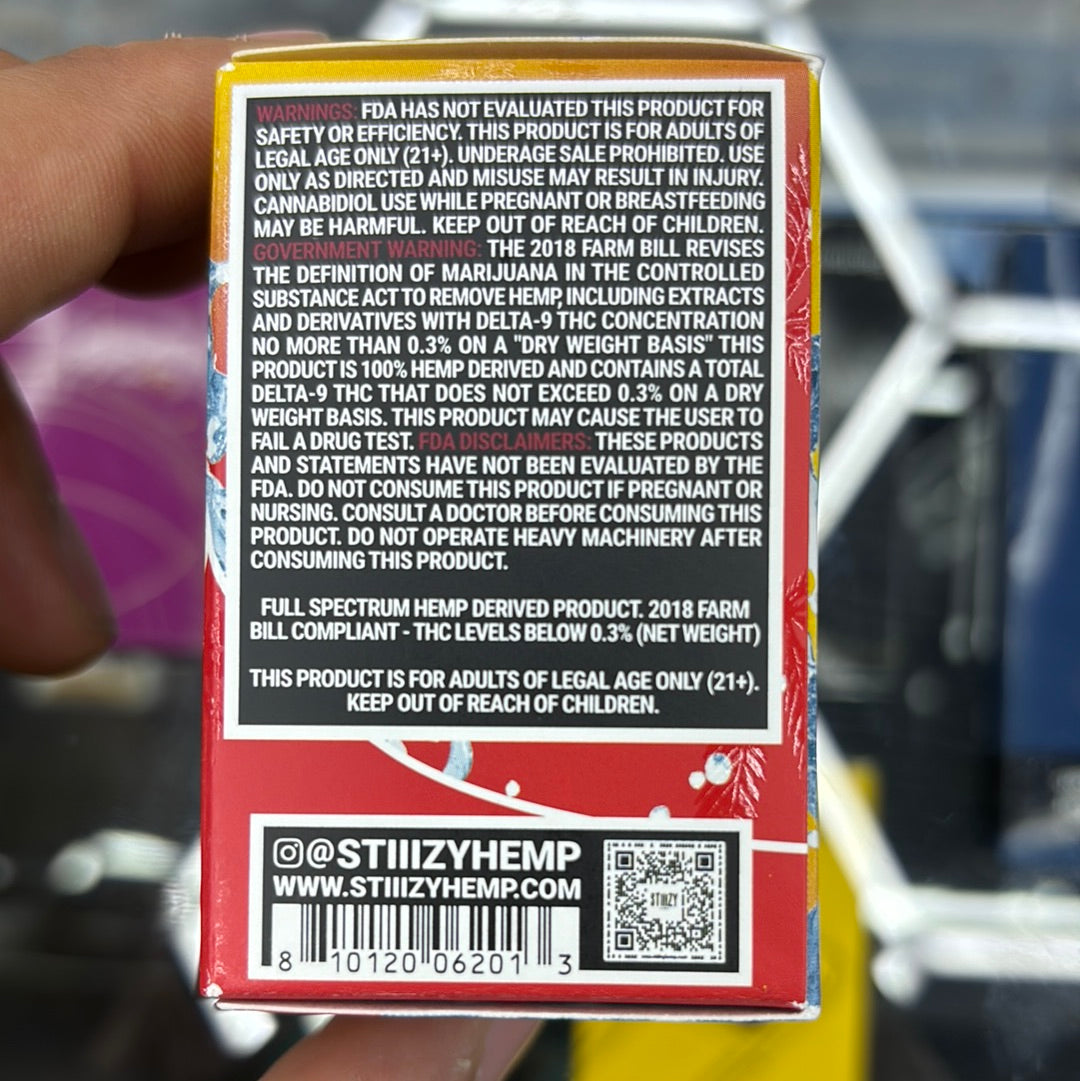 WARNINGS: FDA HAS NOT EVALUATED THIS PRODUCT FOR
SAFETY OR EFFICIENCY. THIS PRODUCT IS FOR ADULTS OF
LEGAL AGE ONLY (21+). UNDERAGE SALE PROHIBITED. USE
ONLY AS DIRECTED AND MISUSE MAY RESULT IN INJURY.
CANNABIDIOL USE WHILE PREGNANT OR BREASTFEEDING
MAY BE HARMFUL. KEEP OUT OF REACH OF CHILDREN.
GOVERNMENT WARNING: THE 2018 FARM BILL REVISES
THE DEFINITION OF MARIJUANA IN THE CONTROLLED
SUBSTANCE ACT TO REMOVE HEMP, INCLUDING EXTRACTS
AND DERIVATIVES WITH DELTA-9 THC CONCENTRATION
NO MORE THAN 0.3% ON A "DRY WEIGHT BASIS" THIS
PRODUCT IS 100% HEMP DERIVED AND CONTAINS A TOTAL
DELTA-9 THC THAT DOES NOT EXCEED 0.3% ON A DRY
WEIGHT BASIS. THIS PRODUCT MAY CAUSE THE USER TO
FAIL A DRUG TEST. FDA DISCLAIMERS: THESE PRODUCTS
AND STATEMENTS HAVE NOT BEEN EVALUATED BY THE
FDA. DO NOT CONSUME THIS PRODUCT IF PREGNANT OR
NURSING. CONSULT A DOCTOR BEFORE CONSUMING THIS
PRODUCT. DO NOT OPERATE HEAVY MACHINERY AFTER
CONSUMING THIS PRODUCT.
FULL SPECTRUM HEMP DERIVED PRODUCT. 2018 FARM
BILL COMPLIANT - THC LEVELS BELOW 0.3% (NET WEIGHT)
THIS PRODUCT IS FOR ADULTS OF LEGAL AGE ONLY (21+).
KEEP OUT OF REACH OF CHILDREN.
@STIIIZYHEMP
WWW.STIIIZYHEMP.COM
STIIIZY
8 10120 06201 3